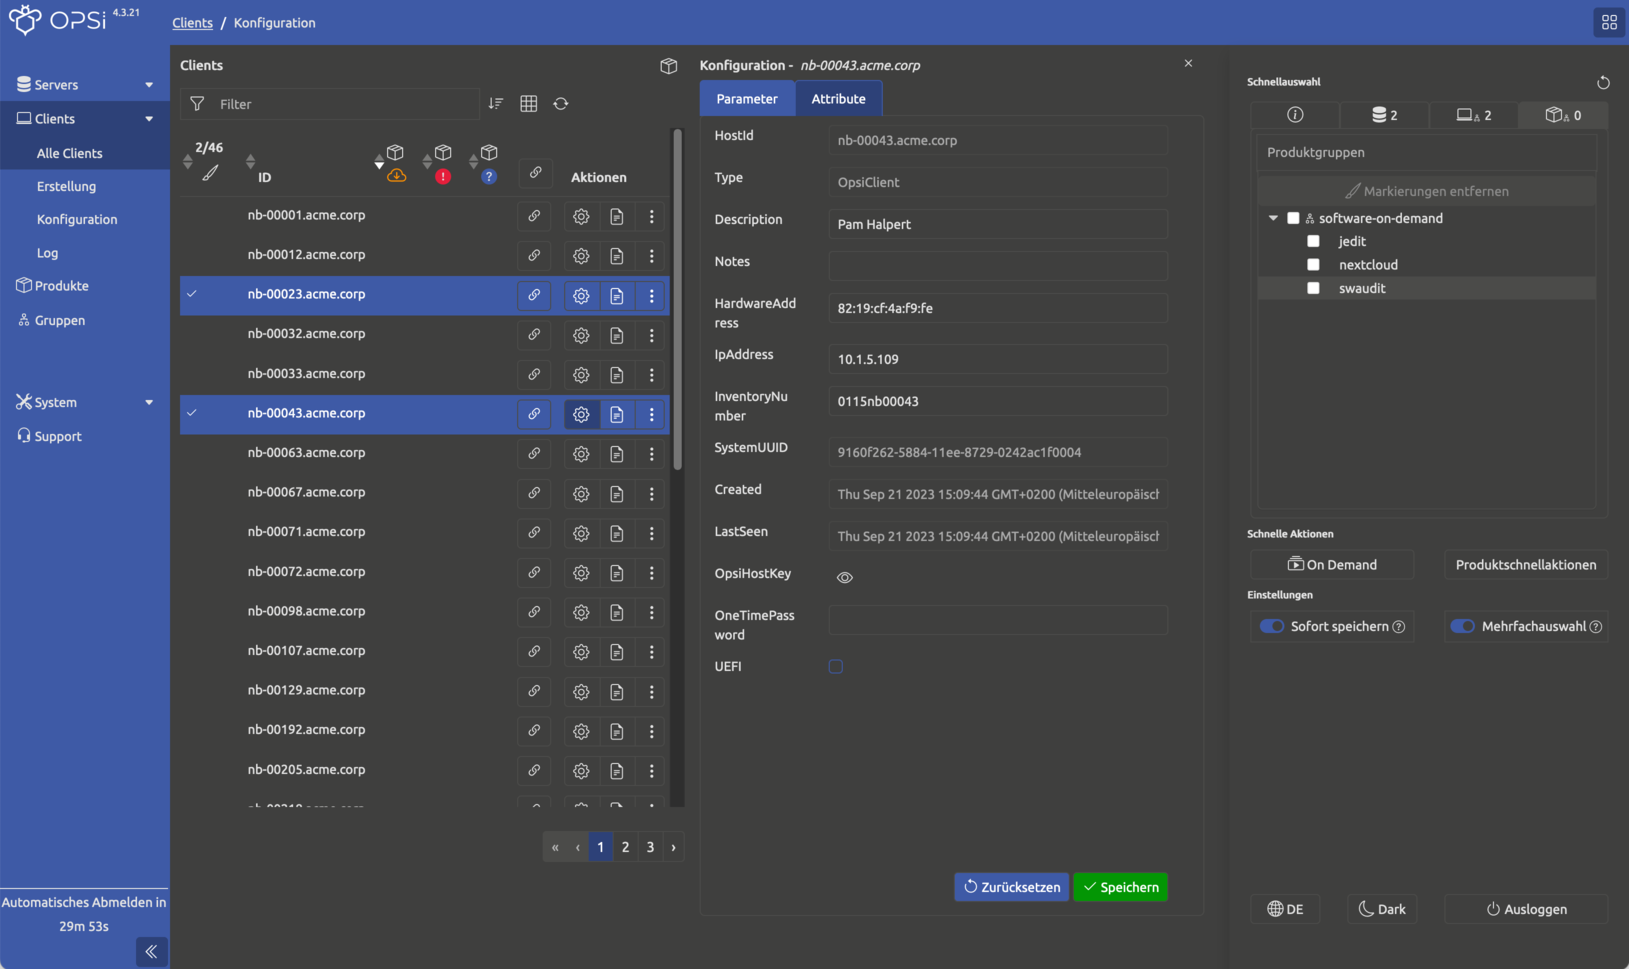 OPSi 4.3.21
Clients / Konfiguration
Servers
Clients
Alle Clients
Erstellung
Konfiguration
Log
Produkte
Gruppen
System
Support
Automatisches Abmelden in
29m 53s
Clients
Filter
2/46
ID
Aktionen
nb-00001.acme.corp
nb-00012.acme.corp
nb-00023.acme.corp
nb-00032.acme.corp
nb-00033.acme.corp
nb-00043.acme.corp
nb-00063.acme.corp
nb-00067.acme.corp
nb-00071.acme.corp
nb-00072.acme.corp
nb-00098.acme.corp
nb-00107.acme.corp
nb-00129.acme.corp
nb-00192.acme.corp
nb-00205.acme.corp
« ‹ 1 2 3 ›
Konfiguration - nb-00043.acme.corp
Parameter Attribute
HostId nb-00043.acme.corp
Type OpsiClient
Description Pam Halpert
Notes
HardwareAdd
ress
82:19:cf:4a:f9:fe
IpAddress 10.1.5.109
InventoryNu
mber
0115nb00043
SystemUUID 9160f262-5884-11ee-8729-0242ac1f0004
Created Thu Sep 21 2023 15:09:44 GMT+0200 (Mitteleuropäisch
LastSeen Thu Sep 21 2023 15:09:44 GMT+0200 (Mitteleuropäisch
OpsiHostKey
OneTimePass
word
UEFI
Zurücksetzen Speichern
Schnellauswahl
2 2 0
Produktgruppen
Markierungen entfernen
software-on-demand
jedit
nextcloud
swaudit
Schnelle Aktionen
On Demand Produktschnellaktionen
Einstellungen
Sofort speichern Mehrfachauswahl
DE Dark Ausloggen